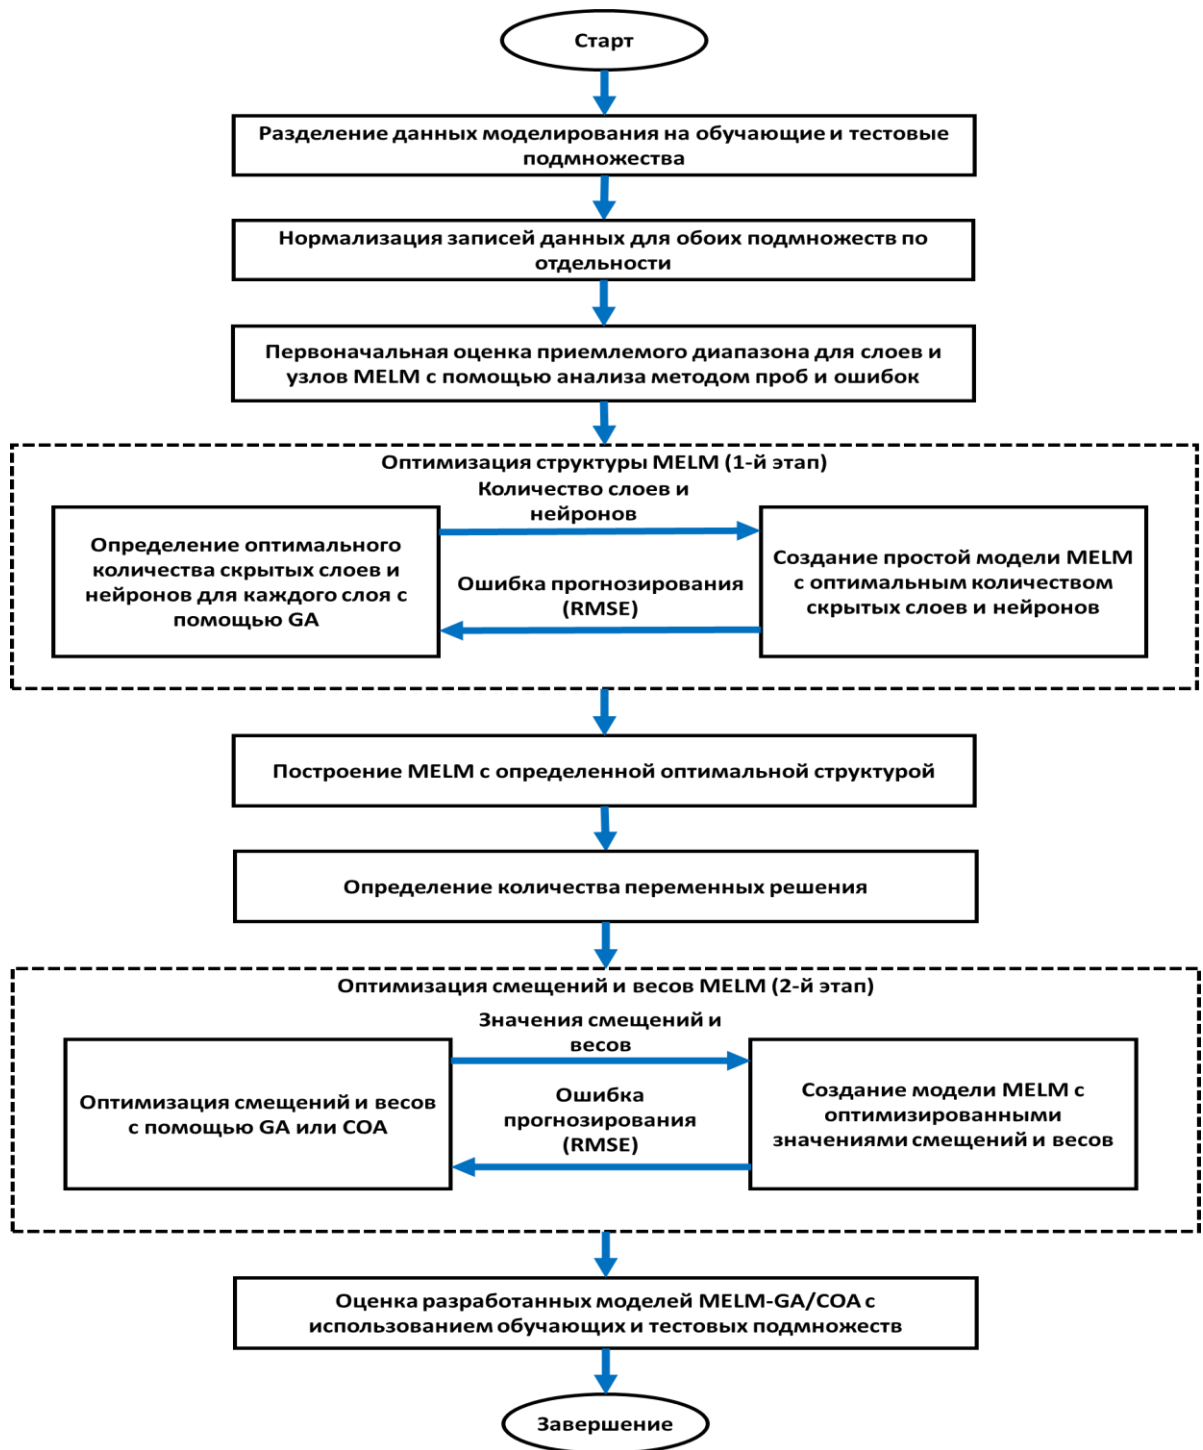 Старт
Разделение данных моделирования на обучающие и тестовые
подмножества
Нормализация записей данных для обоих подмножеств по
отдельности
Первоначальная оценка приемлемого диапазона для слоев и
узлов MELM с помощью анализа методом проб и ошибок
Оптимизация структуры MELM (1-й этап)
Количество слоев и
нейронов
Определение оптимального
количества скрытых слоев и
нейронов для каждого слоя с
помощью GA
Ошибка прогнозирования
(RMSE)
Создание простой модели MELM
с оптимальным количеством
скрытых слоев и нейронов
Построение MELM с определенной оптимальной структурой
Определение количества переменных решения
Оптимизация смещений и весов MELM (2-й этап)
Значения смещений и
весов
Оптимизация смещений и весов
с помощью GA или COA
Ошибка
прогнозирования
(RMSE)
Создание модели MELM с
оптимизированными
значениями смещений и весов
Оценка разработанных моделей MELM-GA/COA с
использованием обучающих и тестовых подмножеств
Завершение